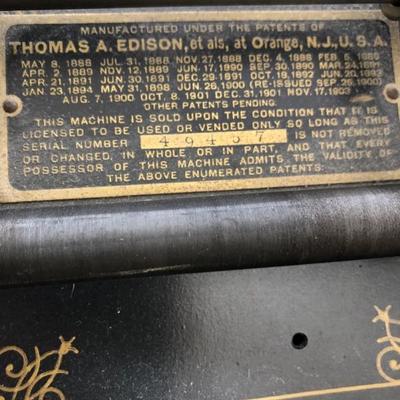 MANUFACTURED UNDER THE PATENTS OF
THOMAS A. EDISON, et als, at Orange, N.J., U.S.A.
MAY 8, 1888 JUL. 31, 1888 NOV. 27, 1888 DEC. 4, 1888 FEB. 5, 1889
APR. 2, 1889 NOV. 12, 1889 JUN. 17, 1890 SEP. 30, 1890 MAR. 24,
APR. 21, 1891 JUN. 30, 1891 DEC. 29, 1891 OCT. 18, 1892 JUN. 20, 1893
JAN. 23, 1894 MAY 31, 1898 JUN. 26, 1900 (RE-ISSUED SEP. 25, 1900)
AUG. 7, 1900 OCT. 8, 1901 DEC. 31, 1901 NOV. 17, 1903
OTHER PATENTS PENDING.
THIS MACHINE IS SOLD UPON THE CONDITION THAT IT IS
LICENSED TO BE USED OR VENDED ONLY SO LONG AS THIS
SERIAL NUMBER IS NOT REMOVED
OR CHANGED, IN WHOLE OR IN PART, AND THAT EVERY
POSSESSOR OF THIS MACHINE ADMITS THE VALIDITY OF
THE ABOVE ENUMERATED PATENTS.